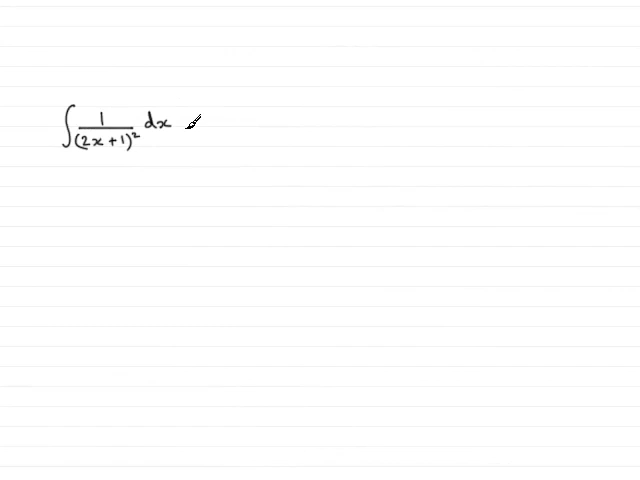 ∫ 1/(2x+1)² dx